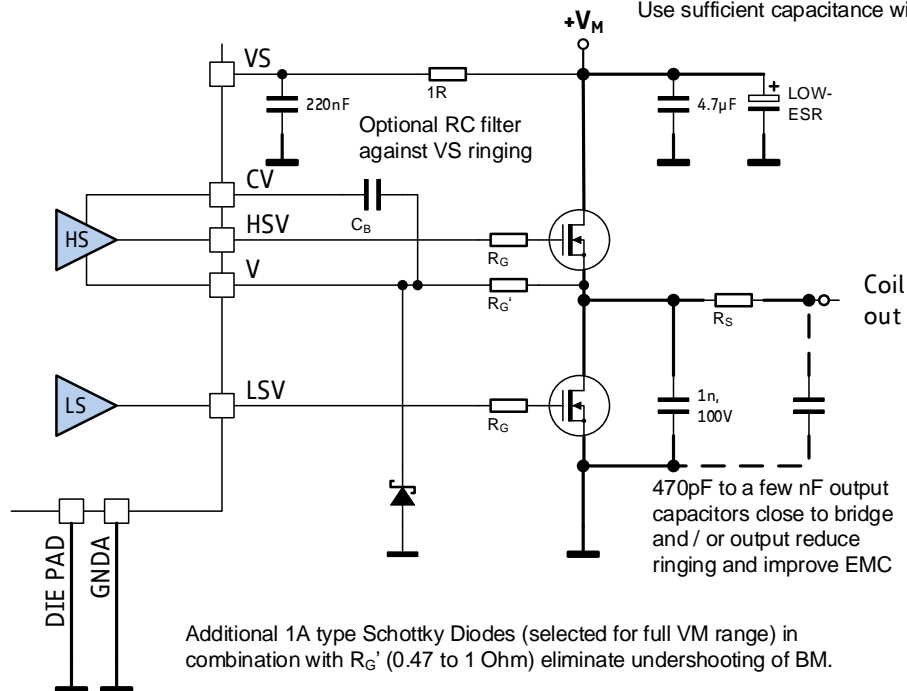 Use sufficient capacitance wi
+VM
VS
1R
220nF
4.7µF
LOW-
ESR
Optional RC filter
against VS ringing
CV
CB
HS
HSV
RG
V
RG'
Coil
out
RS
LS
LSV
RG
1n,
100V
470pF to a few nF output
capacitors close to bridge
and / or output reduce
ringing and improve EMC
DIE PAD
GNDA
Additional 1A type Schottky Diodes (selected for full VM range) in
combination with RG' (0.47 to 1 Ohm) eliminate undershooting of BM.